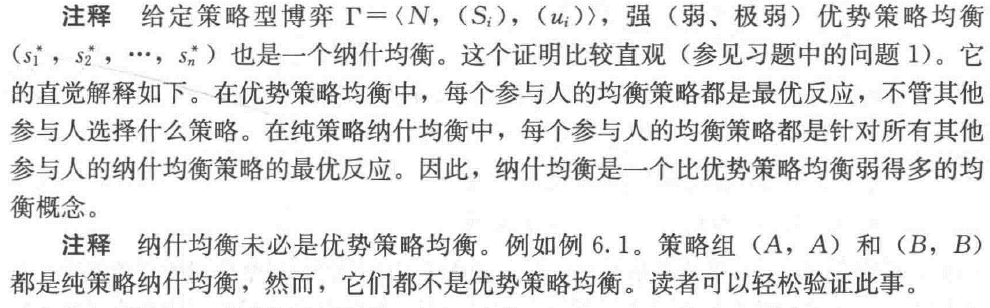 注释 给定策略型博弈 Γ=⟨N, (Sᵢ), (uᵢ)⟩, 强（弱、极弱）优势策略均衡
(s₁*, s₂*, …, sₙ*) 也是一个纳什均衡。这个证明比较直观（参见习题中的问题 1）。它
的直觉解释如下。在优势策略均衡中，每个参与人的均衡策略都是最优反应，不管其他
参与人选择什么策略。在纯策略纳什均衡中，每个参与人的均衡策略都是针对所有其他
参与人的纳什均衡策略的最优反应。因此，纳什均衡是一个比优势策略均衡弱得多的均
衡概念。
注释 纳什均衡未必是优势策略均衡。例如例 6.1。策略组（A，A）和（B，B）
都是纯策略纳什均衡，然而，它们都不是优势策略均衡。读者可以轻松验证此事。